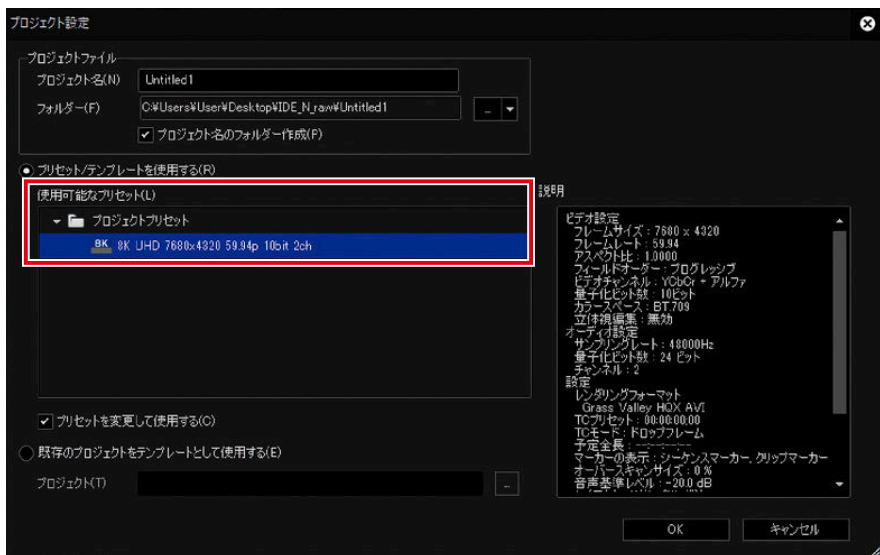 プロジェクト設定
プロジェクトファイル
プロジェクト名(N) Untitled1
フォルダー(F) C:¥Users¥User¥Desktop¥IDE_N_raw¥Untitled1 ...
プロジェクト名のフォルダー作成(P)
プリセット/テンプレートを使用する(R)
使用可能なプリセット(L)
プロジェクトプリセット
8K 8K UHD 7680x4320 59.94p 10bit 2ch
プリセットを変更して使用する(C)
既存のプロジェクトをテンプレートとして使用する(E)
プロジェクト(T) ...
説明
ビデオ設定
フレームサイズ : 7680 x 4320
フレームレート : 59.94
アスペクト比 : 1.0000
フィールドオーダー : プログレッシブ
ビデオチャンネル : YCbCr + アルファ
量子化ビット数 : 10ビット
カラースペース : BT.709
立体視編集 : 無効
オーディオ設定
サンプリングレート : 48000Hz
量子化ビット数 : 24 ビット
チャンネル : 2
設定
レンダリングフォーマット
Grass Valley HQX AVI
TCプリセット : 00:00:00;00
TCモード : ドロップフレーム
予定全長 : --:--:--;--
マーカーの表示 : シーケンスマーカー, クリップマーカー
オーバースキャンサイズ : 0 %
音声基準レベル : -20.0 dB
OK キャンセル